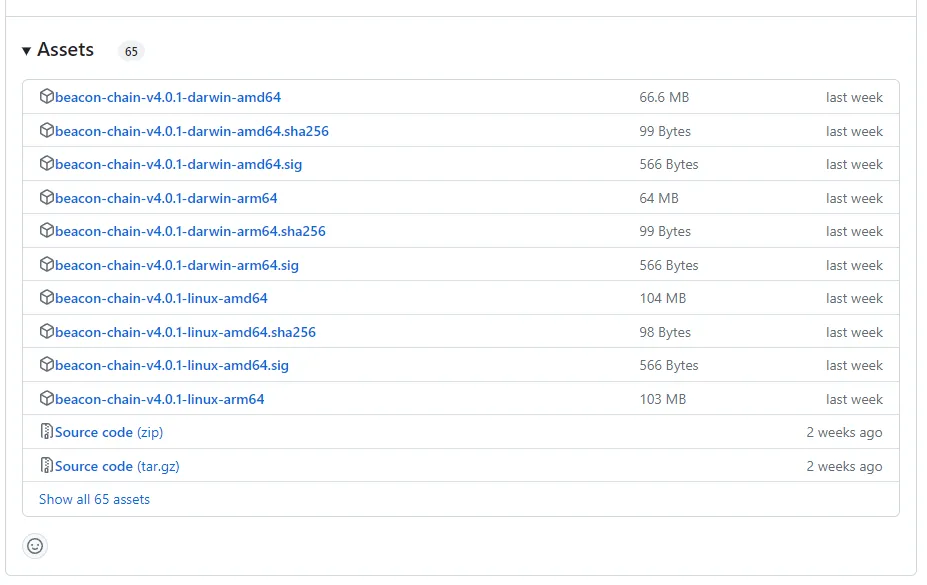 Assets 65
beacon-chain-v4.0.1-darwin-amd64 66.6 MB last week
beacon-chain-v4.0.1-darwin-amd64.sha256 99 Bytes last week
beacon-chain-v4.0.1-darwin-amd64.sig 566 Bytes last week
beacon-chain-v4.0.1-darwin-arm64 64 MB last week
beacon-chain-v4.0.1-darwin-arm64.sha256 99 Bytes last week
beacon-chain-v4.0.1-darwin-arm64.sig 566 Bytes last week
beacon-chain-v4.0.1-linux-amd64 104 MB last week
beacon-chain-v4.0.1-linux-amd64.sha256 98 Bytes last week
beacon-chain-v4.0.1-linux-amd64.sig 566 Bytes last week
beacon-chain-v4.0.1-linux-arm64 103 MB last week
Source code (zip) 2 weeks ago
Source code (tar.gz) 2 weeks ago
Show all 65 assets